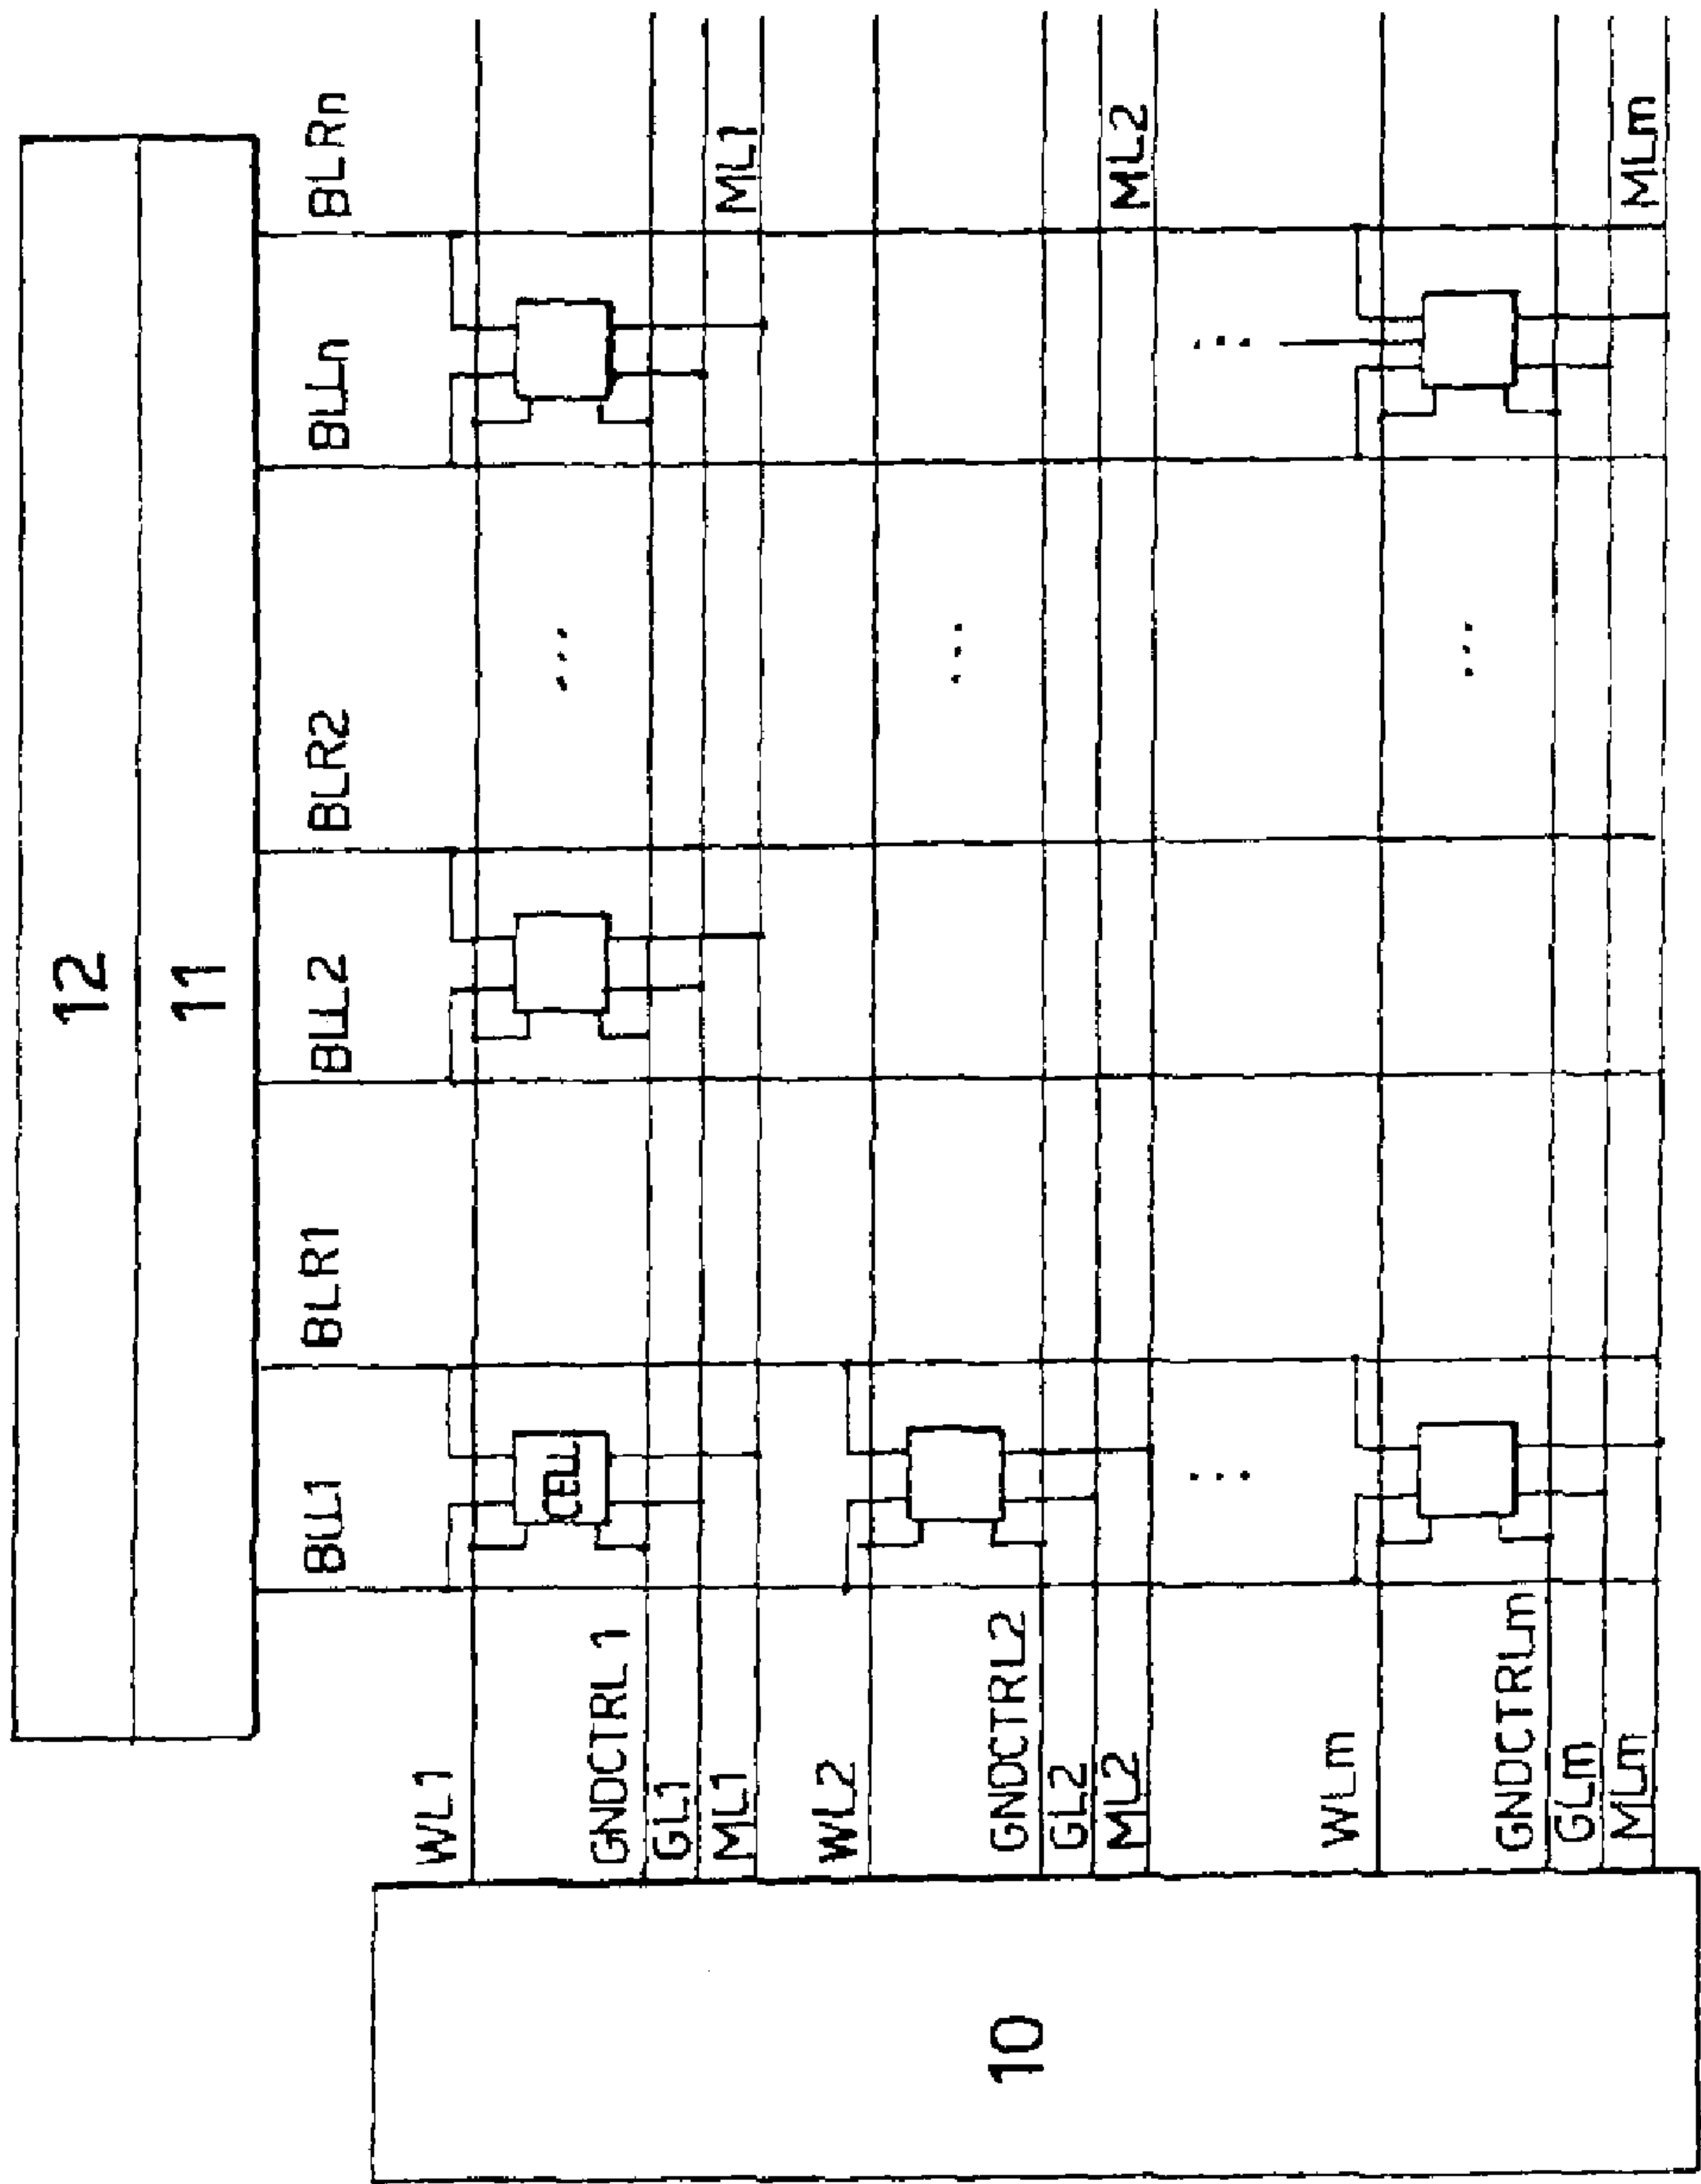 12
11
BLL1
BLR1
BLL2
BLR2
BLLn
BLRn
WL1
CELL
GNDCTRL1
GL1
ML1
ML1
WL2
GNDCTRL2
GL2
ML2
ML2
WLm
GNDCTRLm
GLm
MLm
MLm
10